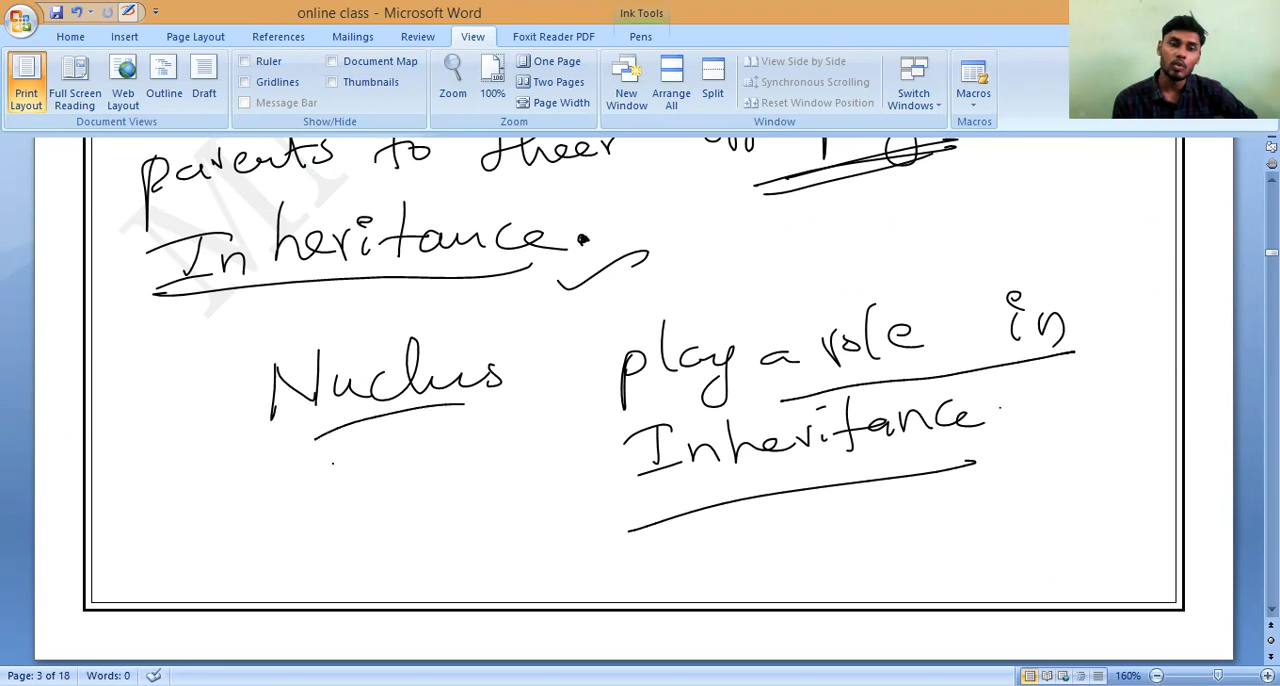 online class - Microsoft Word
Ink Tools
Home Insert Page Layout References Mailings Review View Foxit Reader PDF Pens
Print Layout
Full Screen Reading
Web Layout
Outline
Draft
Document Views
Ruler
Gridlines
Message Bar
Document Map
Thumbnails
Show/Hide
Zoom
100%
One Page
Two Pages
Page Width
Zoom
New Window
Arrange All
Split
View Side by Side
Synchronous Scrolling
Reset Window Position
Window
Switch Windows
Macros
Macros
parents to theer
Inheritance.
Nuclus play a role in
Inheritance
Page: 3 of 18 Words: 0 160%